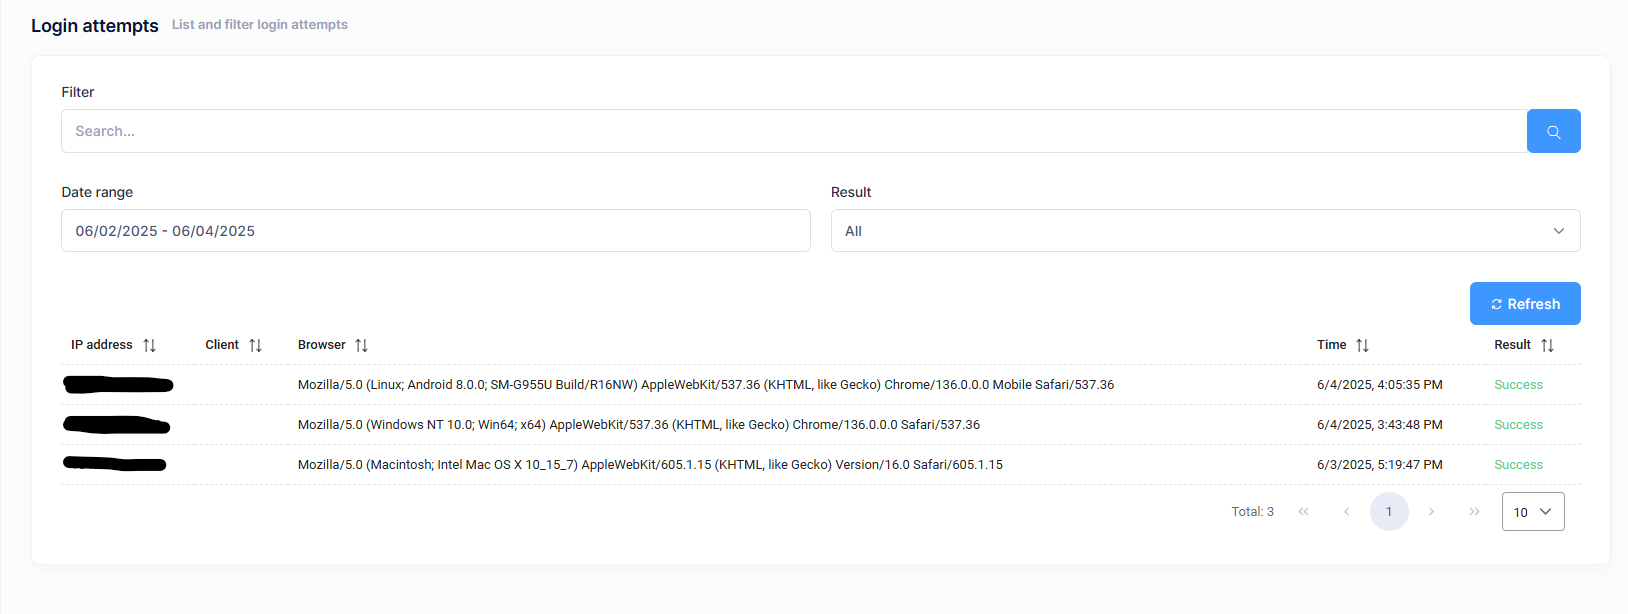 Login attempts List and filter login attempts
Filter
Search...
Date range Result
06/02/2025 - 06/04/2025 All
Refresh
IP address Client Browser Time Result
Mozilla/5.0 (Linux; Android 8.0.0; SM-G955U Build/R16NW) AppleWebKit/537.36 (KHTML, like Gecko) Chrome/136.0.0.0 Mobile Safari/537.36 6/4/2025, 4:05:35 PM Success
Mozilla/5.0 (Windows NT 10.0; Win64; x64) AppleWebKit/537.36 (KHTML, like Gecko) Chrome/136.0.0.0 Safari/537.36 6/4/2025, 3:43:48 PM Success
Mozilla/5.0 (Macintosh; Intel Mac OS X 10_15_7) AppleWebKit/605.1.15 (KHTML, like Gecko) Version/16.0 Safari/605.1.15 6/3/2025, 5:19:47 PM Success
Total: 3 1 10